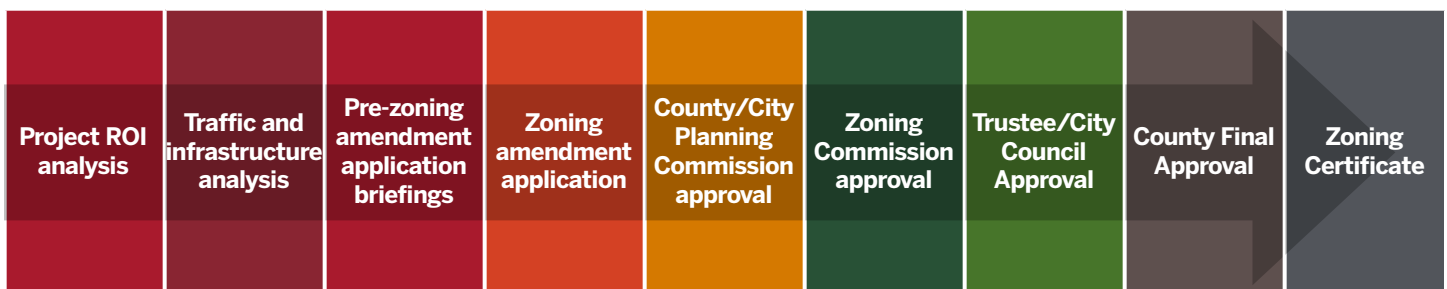 Project ROI
analysis
Traffic and
infrastructure
analysis
Pre-zoning
amendment
application
briefings
Zoning
amendment
application
County/City
Planning
Commission
approval
Zoning
Commission
approval
Trustee/City
Council
Approval
County Final
Approval
Zoning
Certificate